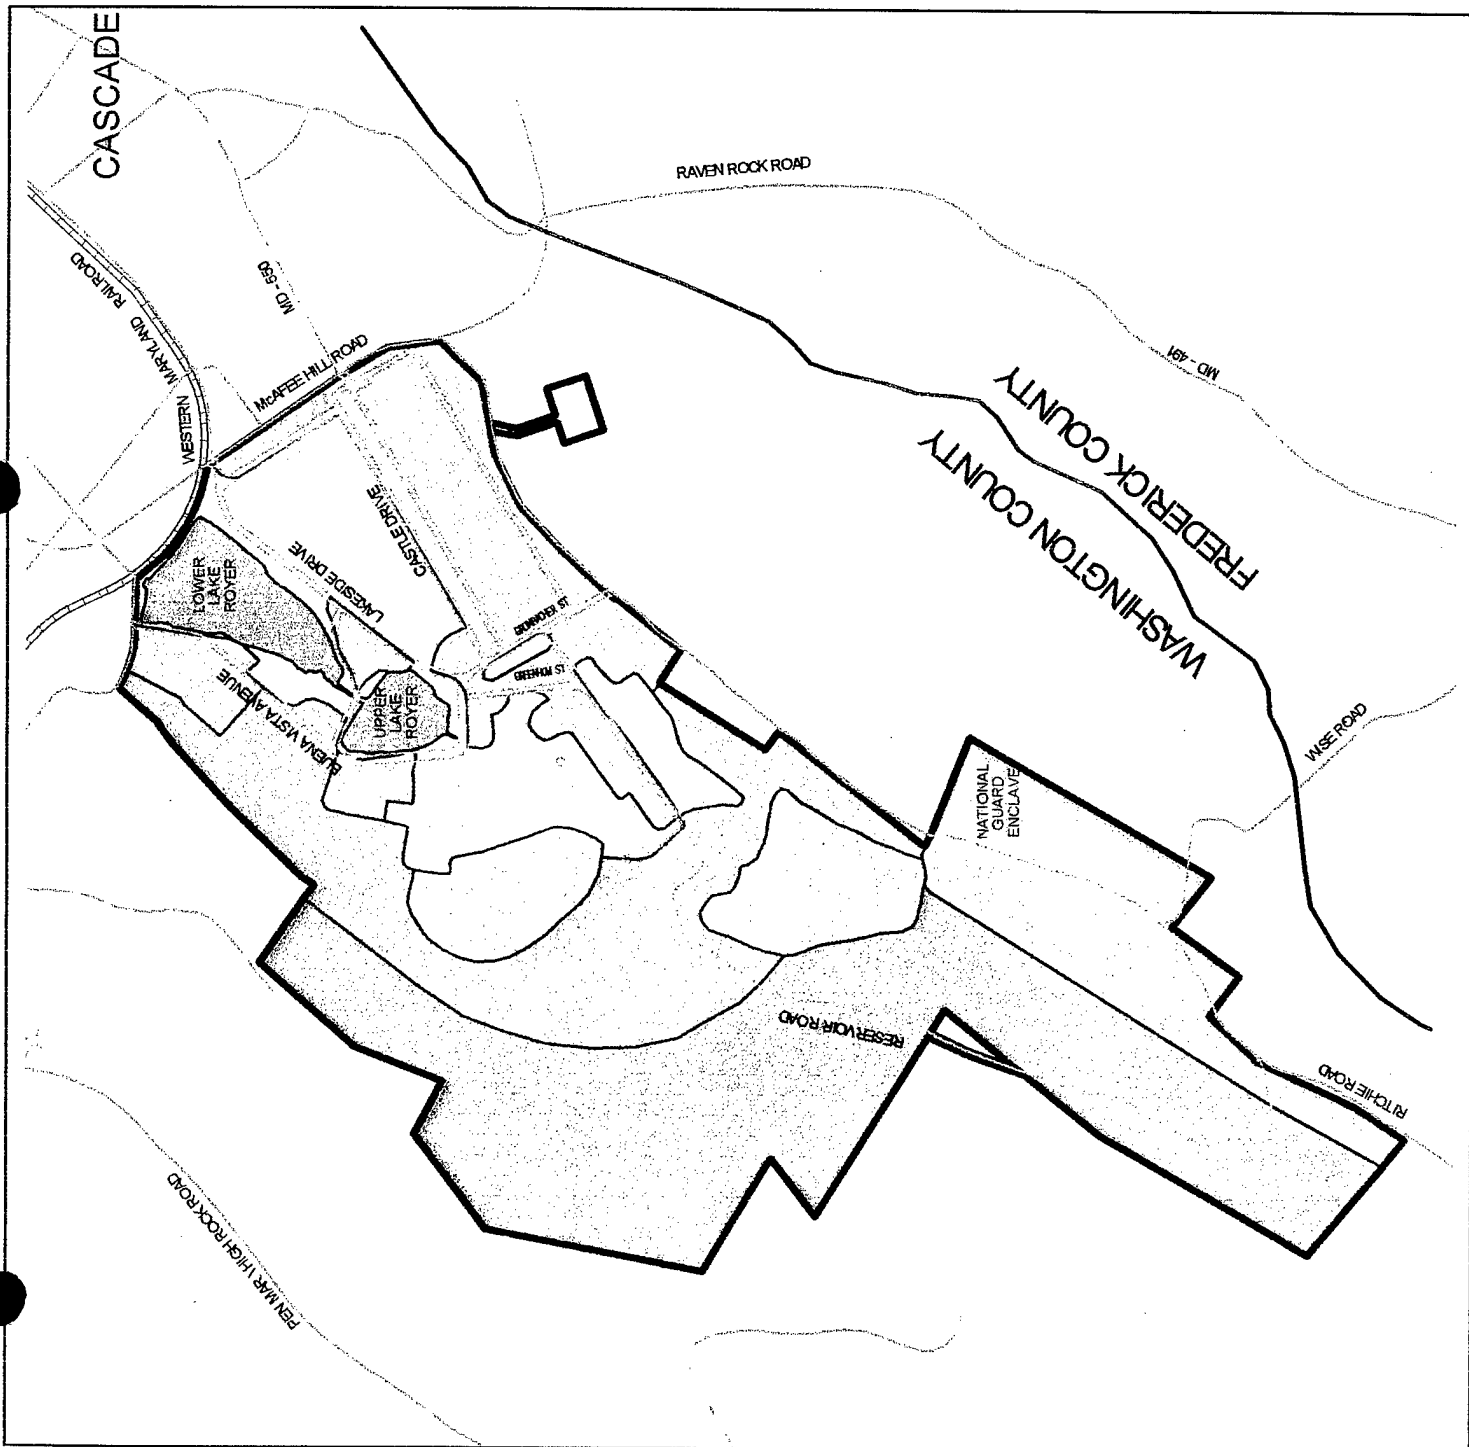 CASCADE
RAVEN ROCK ROAD
WESTERN MARYLAND RAILROAD
MD - 550
McAFEE HILL ROAD
MD - 491
FREDERICK COUNTY
WASHINGTON COUNTY
CASTLE DRIVE
LAKESIDE DRIVE
LOWER
LAKE
ROYER
BUENA VISTA AVENUE
UPPER
LAKE
ROYER
WISE ROAD
NATIONAL
GUARD
ENCLAVE
RESERVOIR ROAD
RITCHIE ROAD
PEN MAR \ HIGH ROCK ROAD